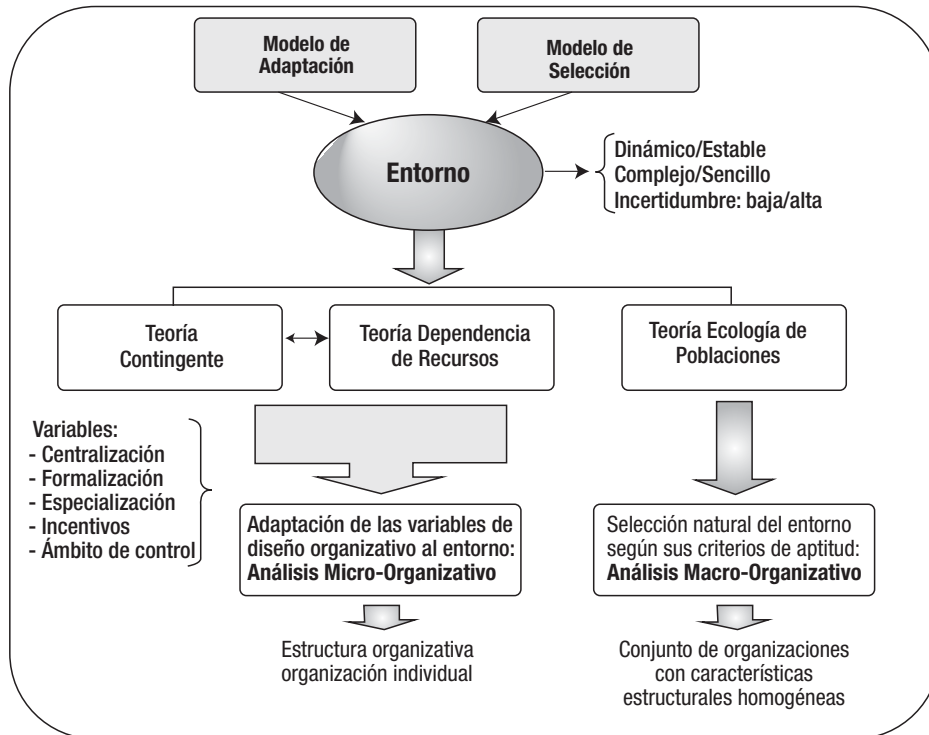 Modelo de
Adaptación
Modelo de
Selección
Entorno
Dinámico/Estable
Complejo/Sencillo
Incertidumbre: baja/alta
Teoría
Contingente
Teoría Dependencia
de Recursos
Teoría Ecología de
Poblaciones
Variables:
- Centralización
- Formalización
- Especialización
- Incentivos
- Ámbito de control
Adaptación de las variables de
diseño organizativo al entorno:
Análisis Micro-Organizativo
Selección natural del entorno
según sus criterios de aptitud:
Análisis Macro-Organizativo
Estructura organizativa
organización individual
Conjunto de organizaciones
con características
estructurales homogéneas